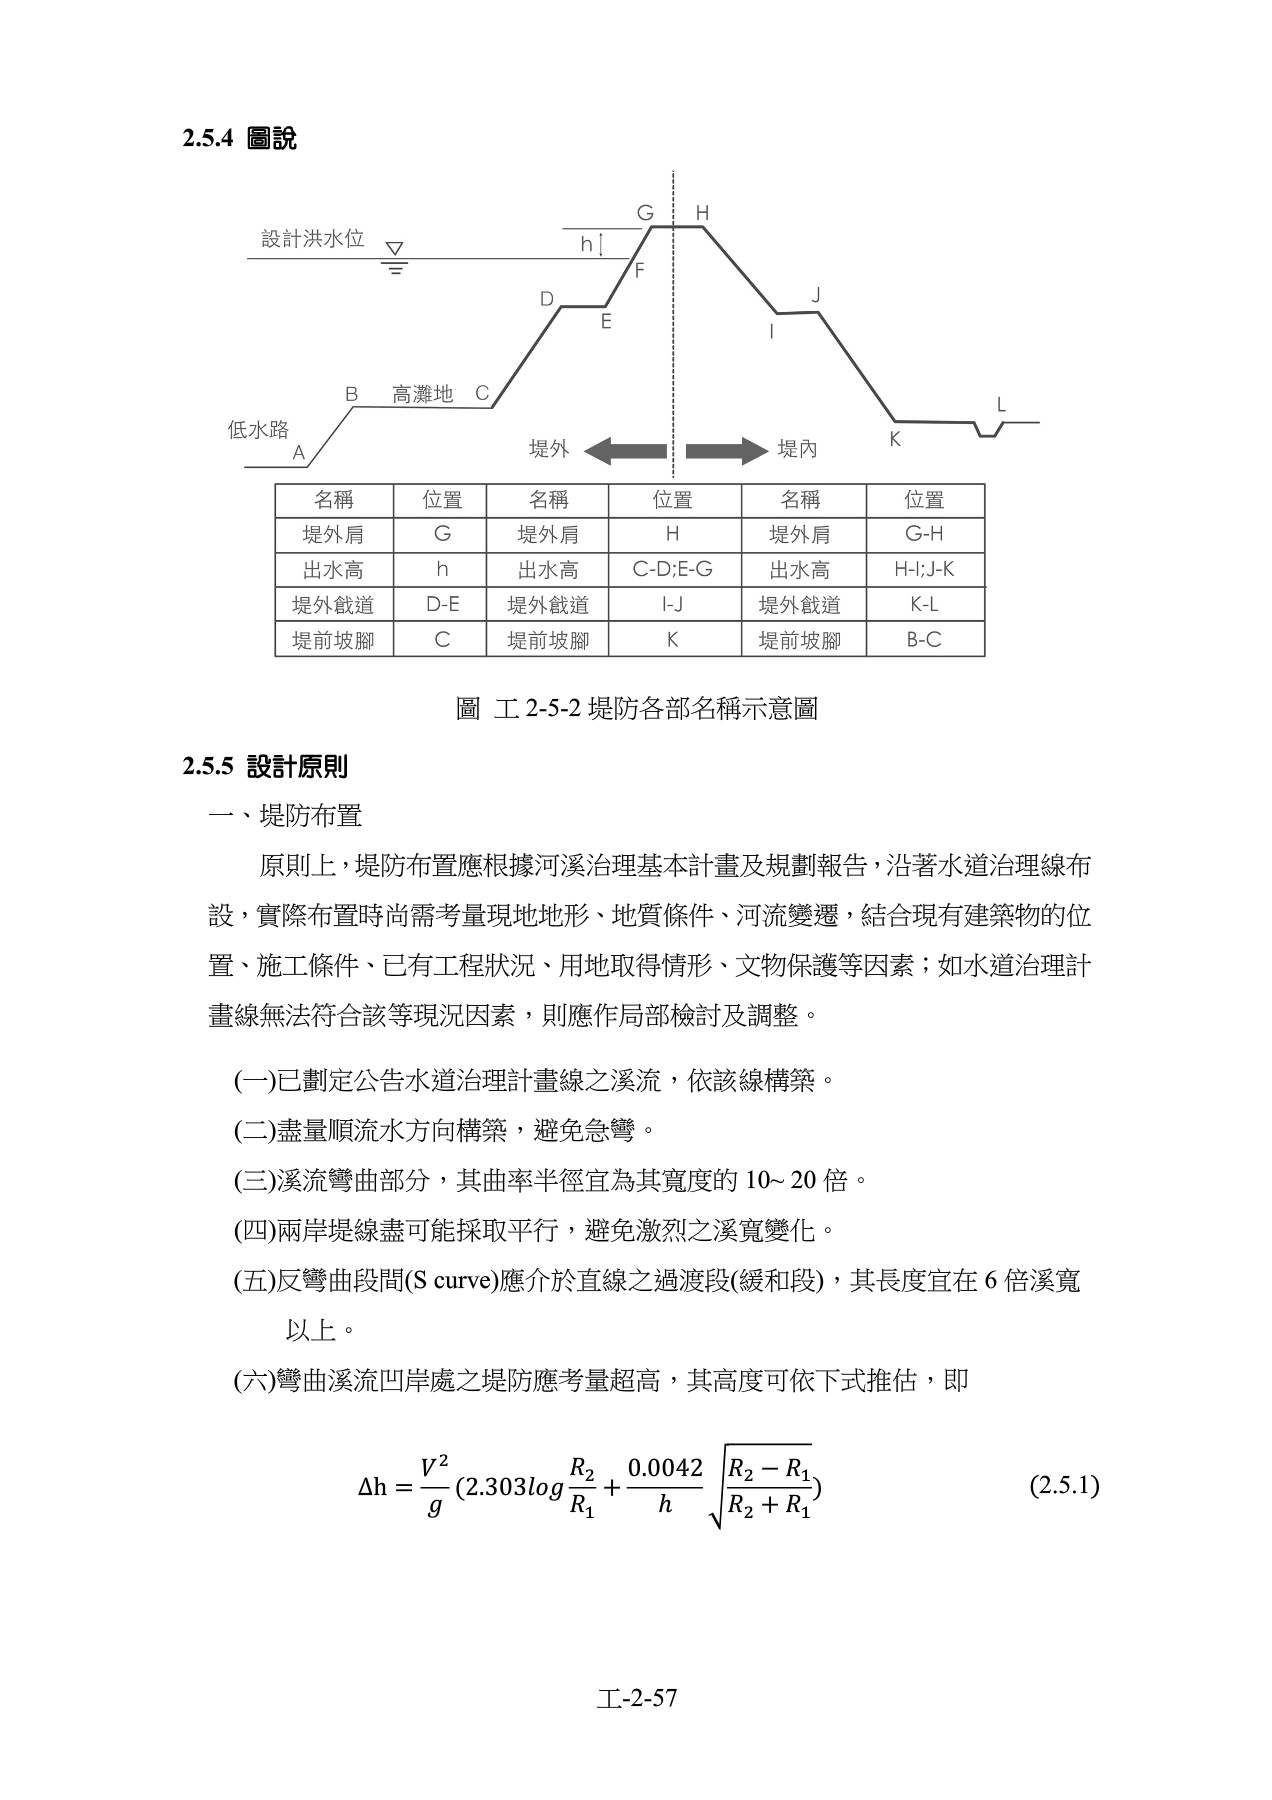 2.5.4 圖說
G H
設計洪水位 h
F
D E
J
I
B 高灘地 C
L
低水路
A
堤外 堤內
K
名稱 位置 名稱 位置 名稱 位置
堤外肩 G 堤外肩 H 堤外肩 G-H
出水高 h 出水高 C-D;E-G 出水高 H-I;J-K
堤外戧道 D-E 堤外戧道 I-J 堤外戧道 K-L
堤前坡腳 C 堤前坡腳 K 堤前坡腳 B-C
圖 工 2-5-2 堤防各部名稱示意圖
2.5.5 設計原則
一、堤防布置
原則上，堤防布置應根據河溪治理基本計畫及規劃報告，沿著水道治理線布
設，實際布置時尚需考量現地地形、地質條件、河流變遷，結合現有建築物的位
置、施工條件、已有工程狀況、用地取得情形、文物保護等因素；如水道治理計
畫線無法符合該等現況因素，則應作局部檢討及調整。
(一)已劃定公告水道治理計畫線之溪流，依該線構築。
(二)盡量順流水方向構築，避免急彎。
(三)溪流彎曲部分，其曲率半徑宜為其寬度的 10~ 20 倍。
(四)兩岸堤線盡可能採取平行，避免激烈之溪寬變化。
(五)反彎曲段間(S curve)應介於直線之過渡段(緩和段)，其長度宜在 6 倍溪寬
以上。
(六)彎曲溪流凹岸處之堤防應考量超高，其高度可依下式推估，即
Δh = V²/g (2.303log R₂/R₁ + 0.0042/h √((R₂ − R₁)/(R₂ + R₁))) (2.5.1)
工-2-57